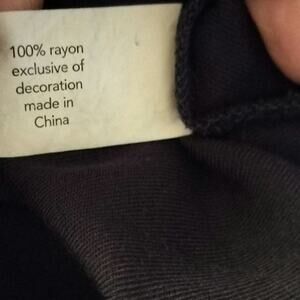 100% rayon
exclusive of
decoration
made in
China